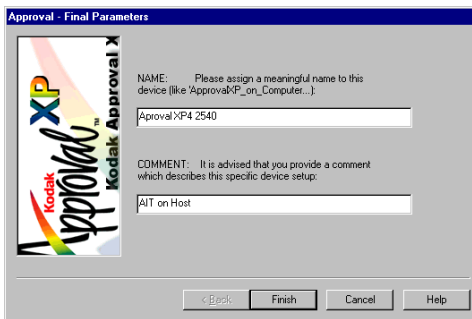 Approval - Final Parameters
Kodak
Approval XP
Kodak Approval X
NAME: Please assign a meaningful name to this
device (like 'ApprovalXP_on_Computer...):
Aproval XP4 2540
COMMENT: It is advised that you provide a comment
which describes this specific device setup:
AIT on Host
< Back
Finish
Cancel
Help